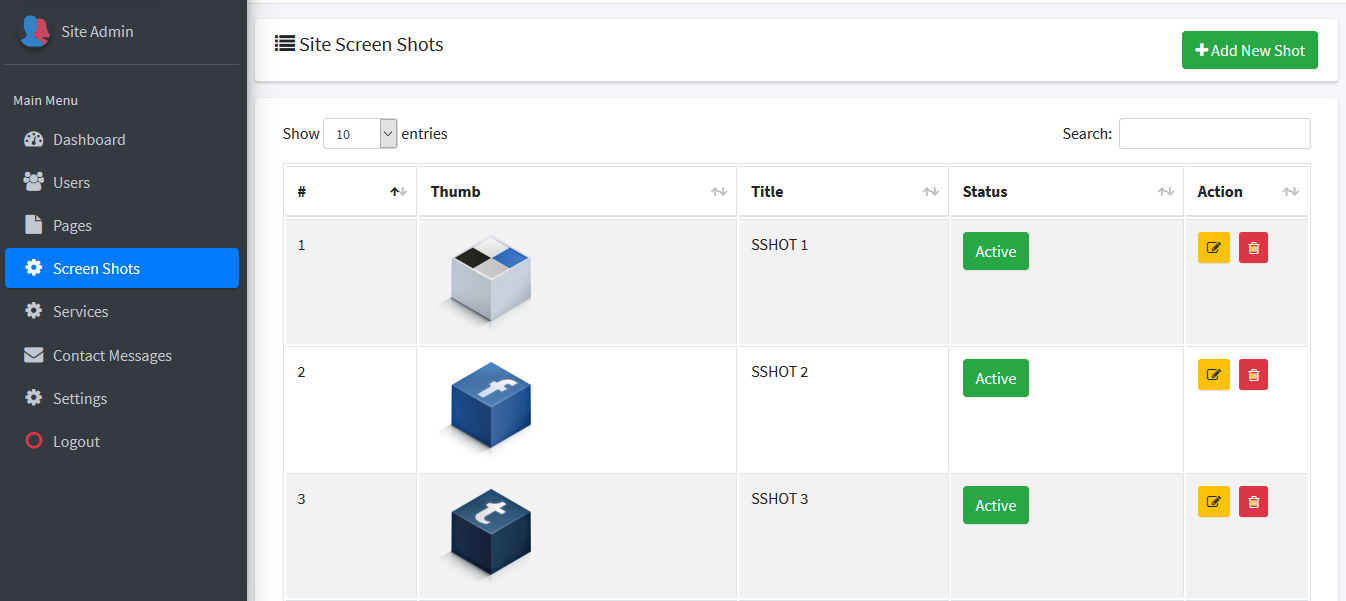 Site Admin
Main Menu
Dashboard
Users
Pages
Screen Shots
Services
Contact Messages
Settings
Logout
Site Screen Shots
Add New Shot
Show 10 entries
Search:
# Thumb Title Status Action
1 SSHOT 1 Active
2 f SSHOT 2 Active
3 t SSHOT 3 Active